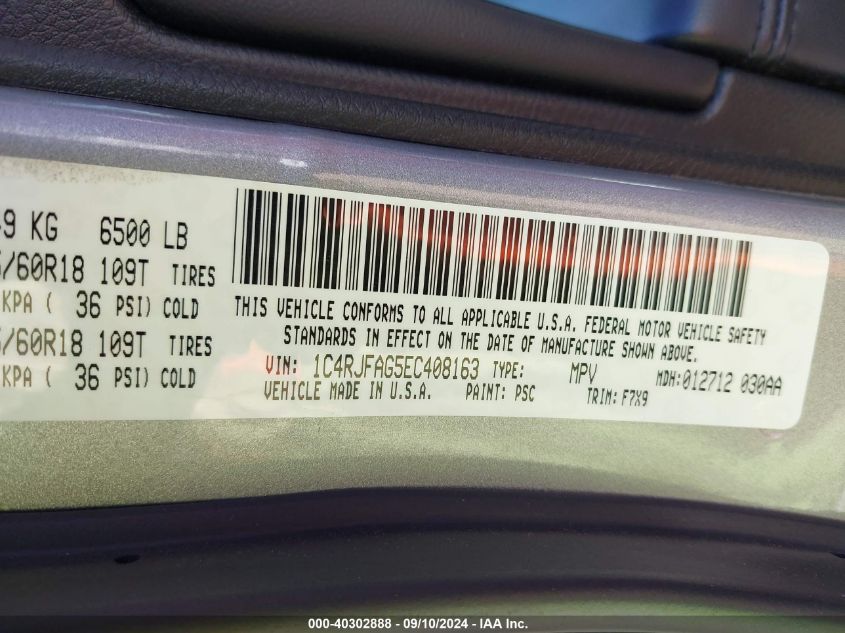 KG 6500 LB
/60R18 109T TIRES
KPA ( 36 PSI) COLD
/60R18 109T TIRES
KPA ( 36 PSI) COLD
THIS VEHICLE CONFORMS TO ALL APPLICABLE U.S.A. FEDERAL MOTOR VEHICLE SAFETY
STANDARDS IN EFFECT ON THE DATE OF MANUFACTURE SHOWN ABOVE.
VIN: 1C4RJFAG5EC408163 TYPE: MPV MDH:012712 030AA
VEHICLE MADE IN U.S.A. PAINT: PSC TRIM: F7X9
000-40302888 - 09/10/2024 - IAA Inc.